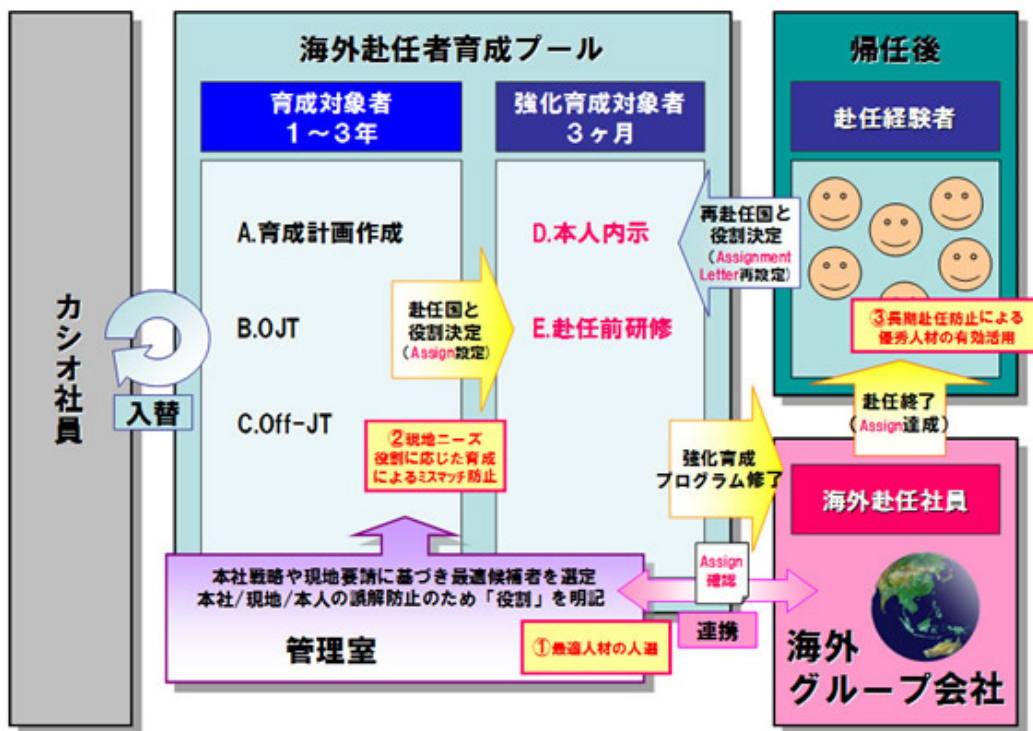 カシオ社員
入替
海外赴任者育成プール
育成対象者
1～3年
A.育成計画作成
B.OJT
C.Off-JT
赴任国と
役割決定
(Assign設定)
②現地ニーズ
役割に応じた育成
によるミスマッチ防止
強化育成対象者
3ヶ月
D.本人内示
E.赴任前研修
本社戦略や現地要請に基づき最適候補者を選定
本社/現地/本人の誤解防止のため「役割」を明記
管理室
①最適人材の人選
強化育成
プログラム修了
Assign
確認
連携
帰任後
赴任経験者
再赴任国と
役割決定
(Assignment
Letter再設定)
③長期赴任防止による
優秀人材の有効活用
赴任終了
(Assign達成)
海外赴任社員
海外
グループ会社